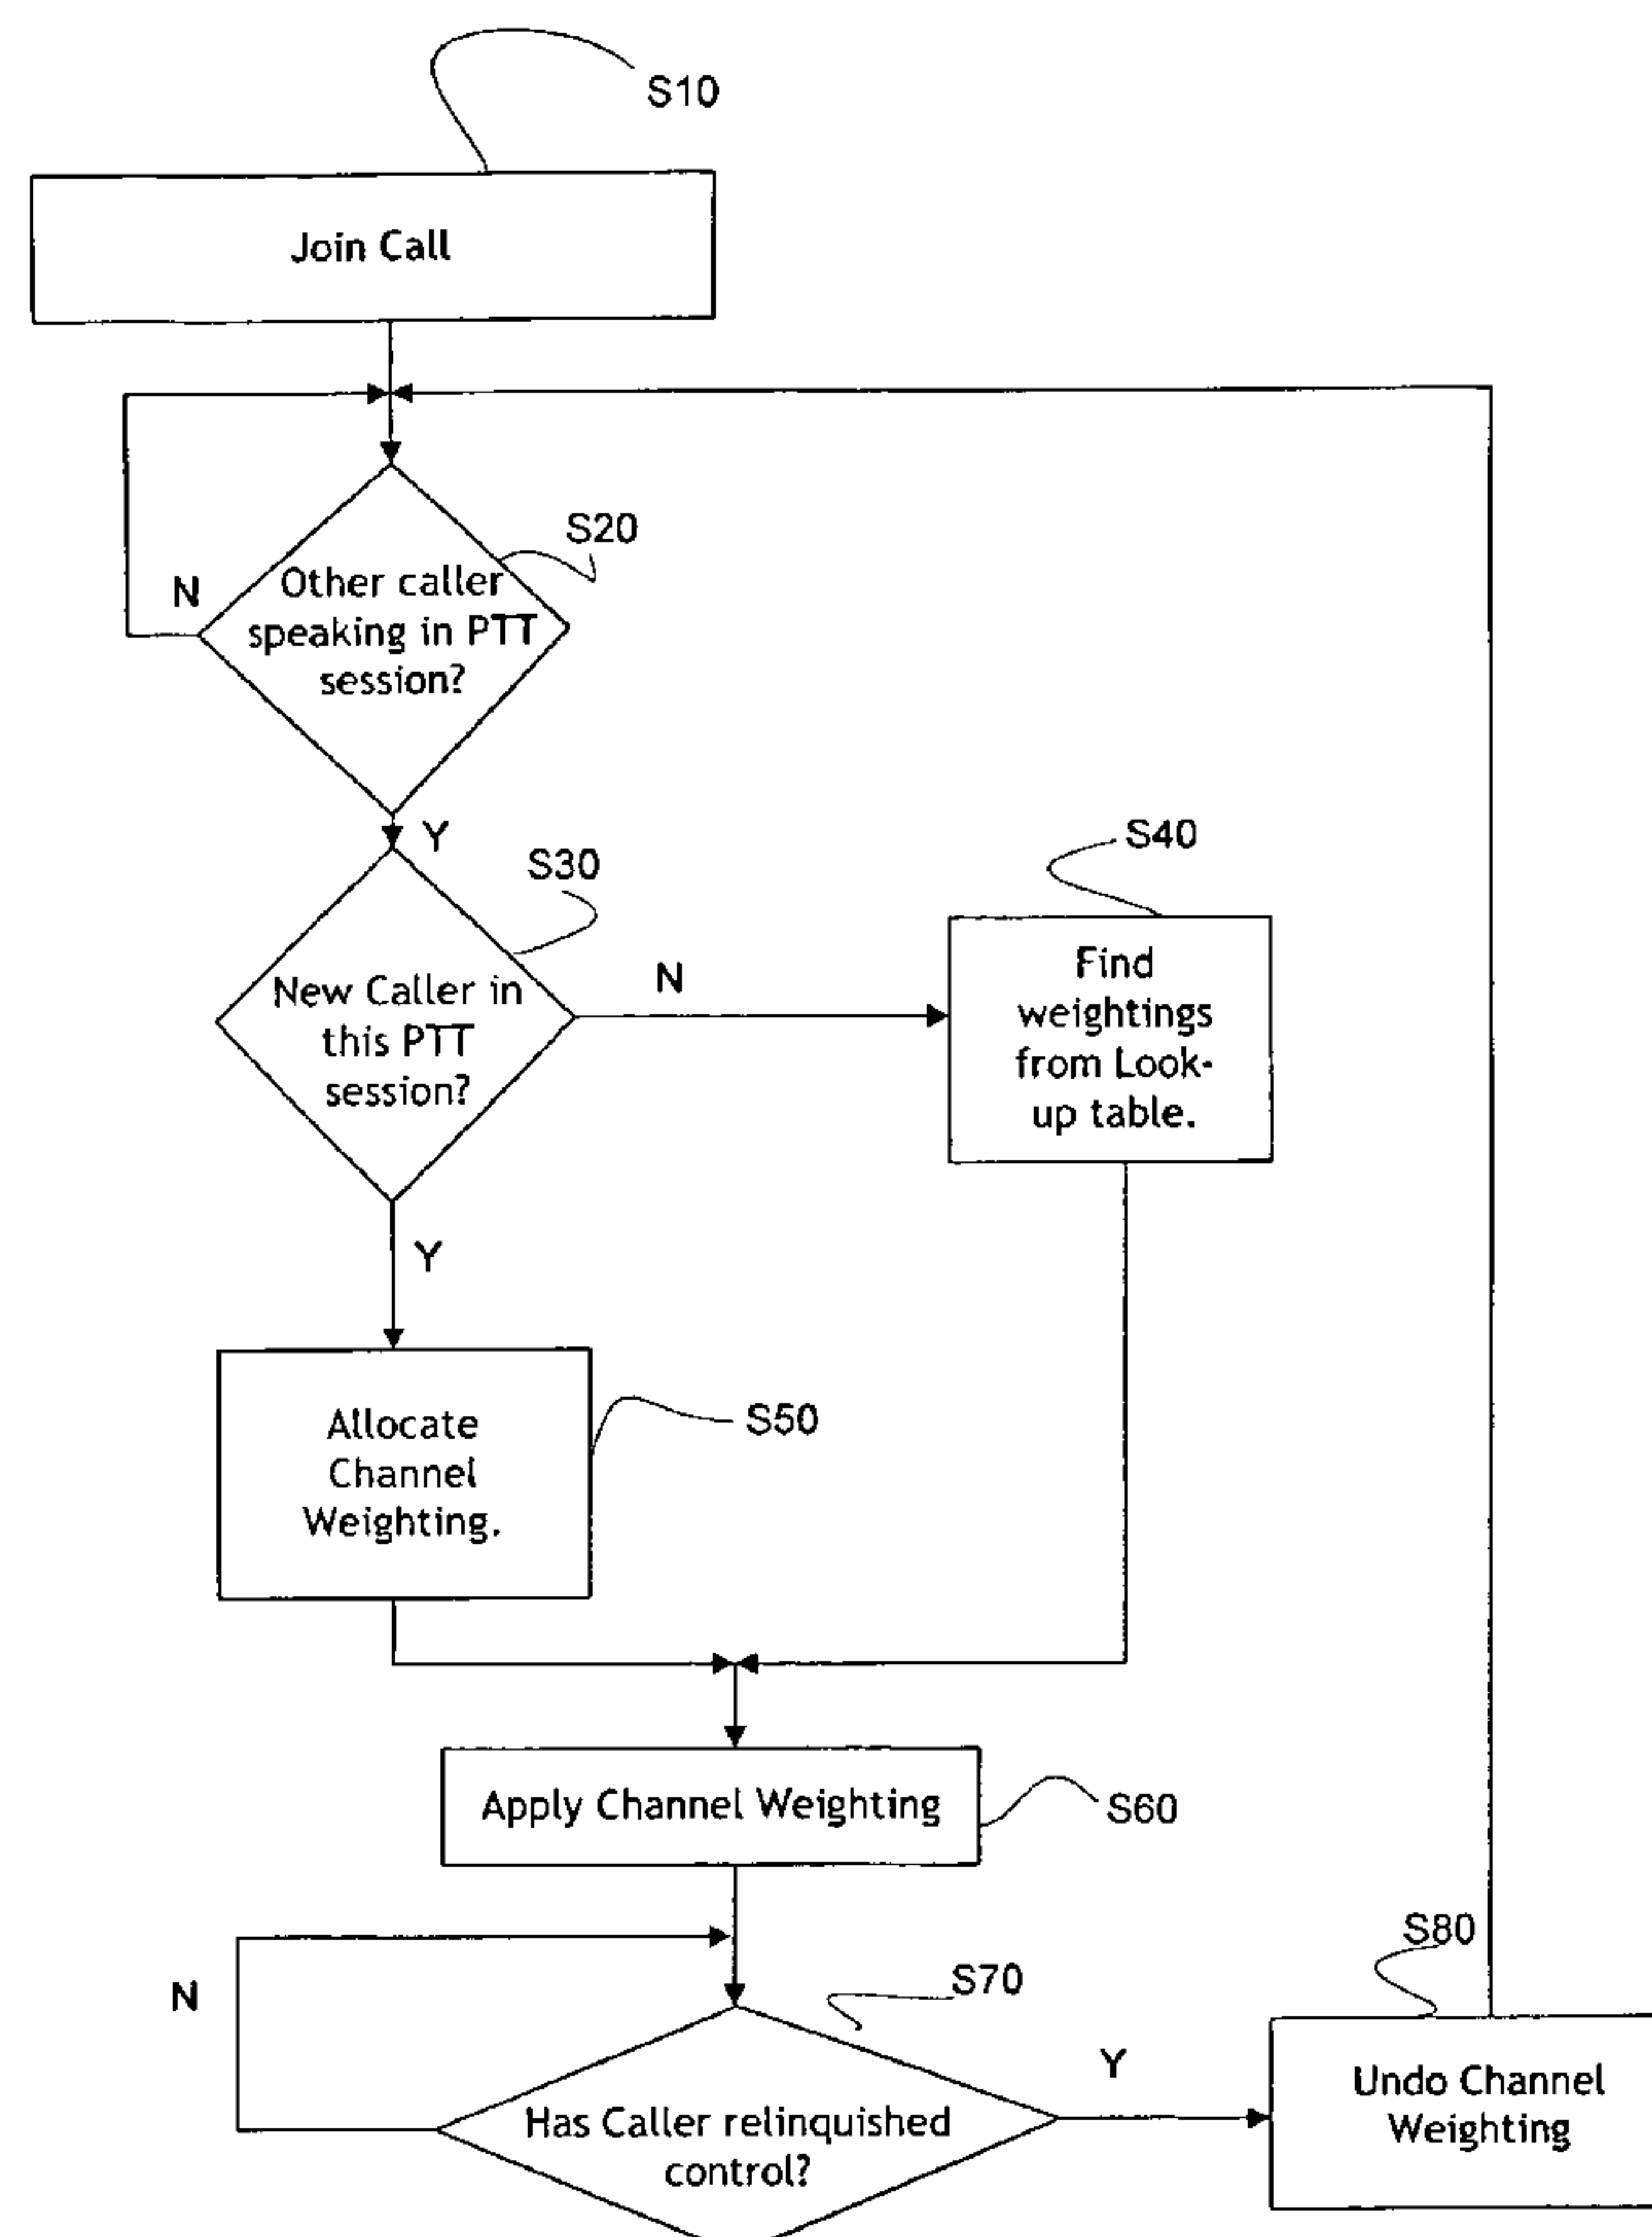 S10
Join Call
S20
N
Other caller
speaking in PTT
session?
Y
S30
S40
New Caller in
this PTT
session?
N
Find
weightings
from Look-
up table.
Y
Allocate
Channel
Weighting.
S50
Apply Channel Weighting
S60
S80
N
S70
Y
Has Caller relinquished
control?
Undo Channel
Weighting